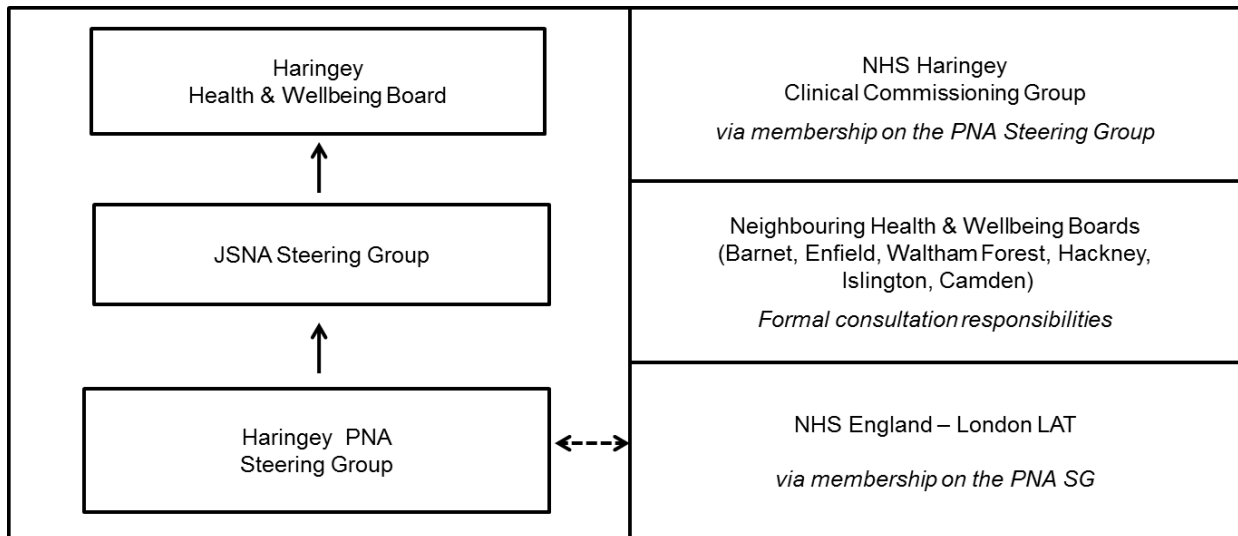 Haringey
Health & Wellbeing Board
JSNA Steering Group
Haringey PNA
Steering Group
NHS Haringey
Clinical Commissioning Group
via membership on the PNA Steering Group
Neighbouring Health & Wellbeing Boards
(Barnet, Enfield, Waltham Forest, Hackney,
Islington, Camden)
Formal consultation responsibilities
NHS England – London LAT
via membership on the PNA SG